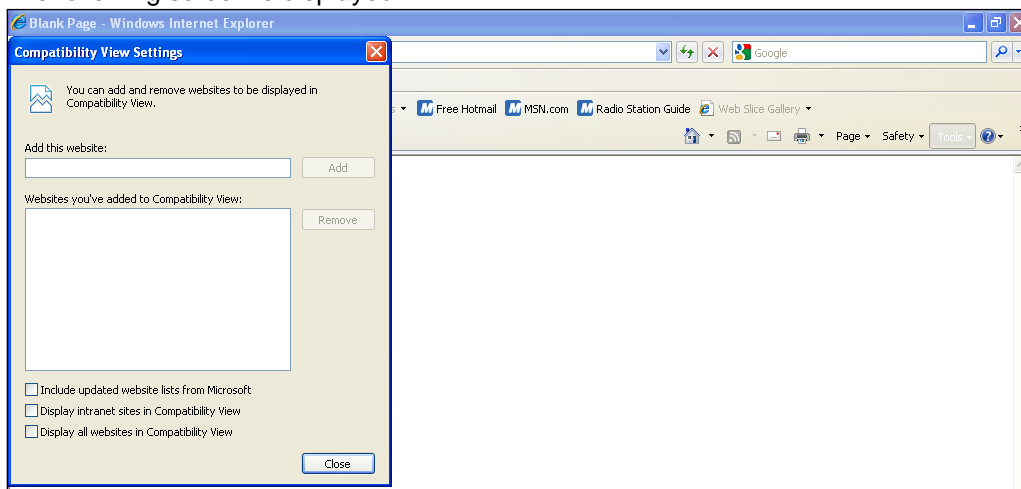 Blank Page - Windows Internet Explorer
Compatibility View Settings
Google
You can add and remove websites to be displayed in
Compatibility View.
Free Hotmail MSN.com Radio Station Guide Web Slice Gallery
Page Safety Tools
Add this website:
Add
Websites you've added to Compatibility View:
Remove
Include updated website lists from Microsoft
Display intranet sites in Compatibility View
Display all websites in Compatibility View
Close